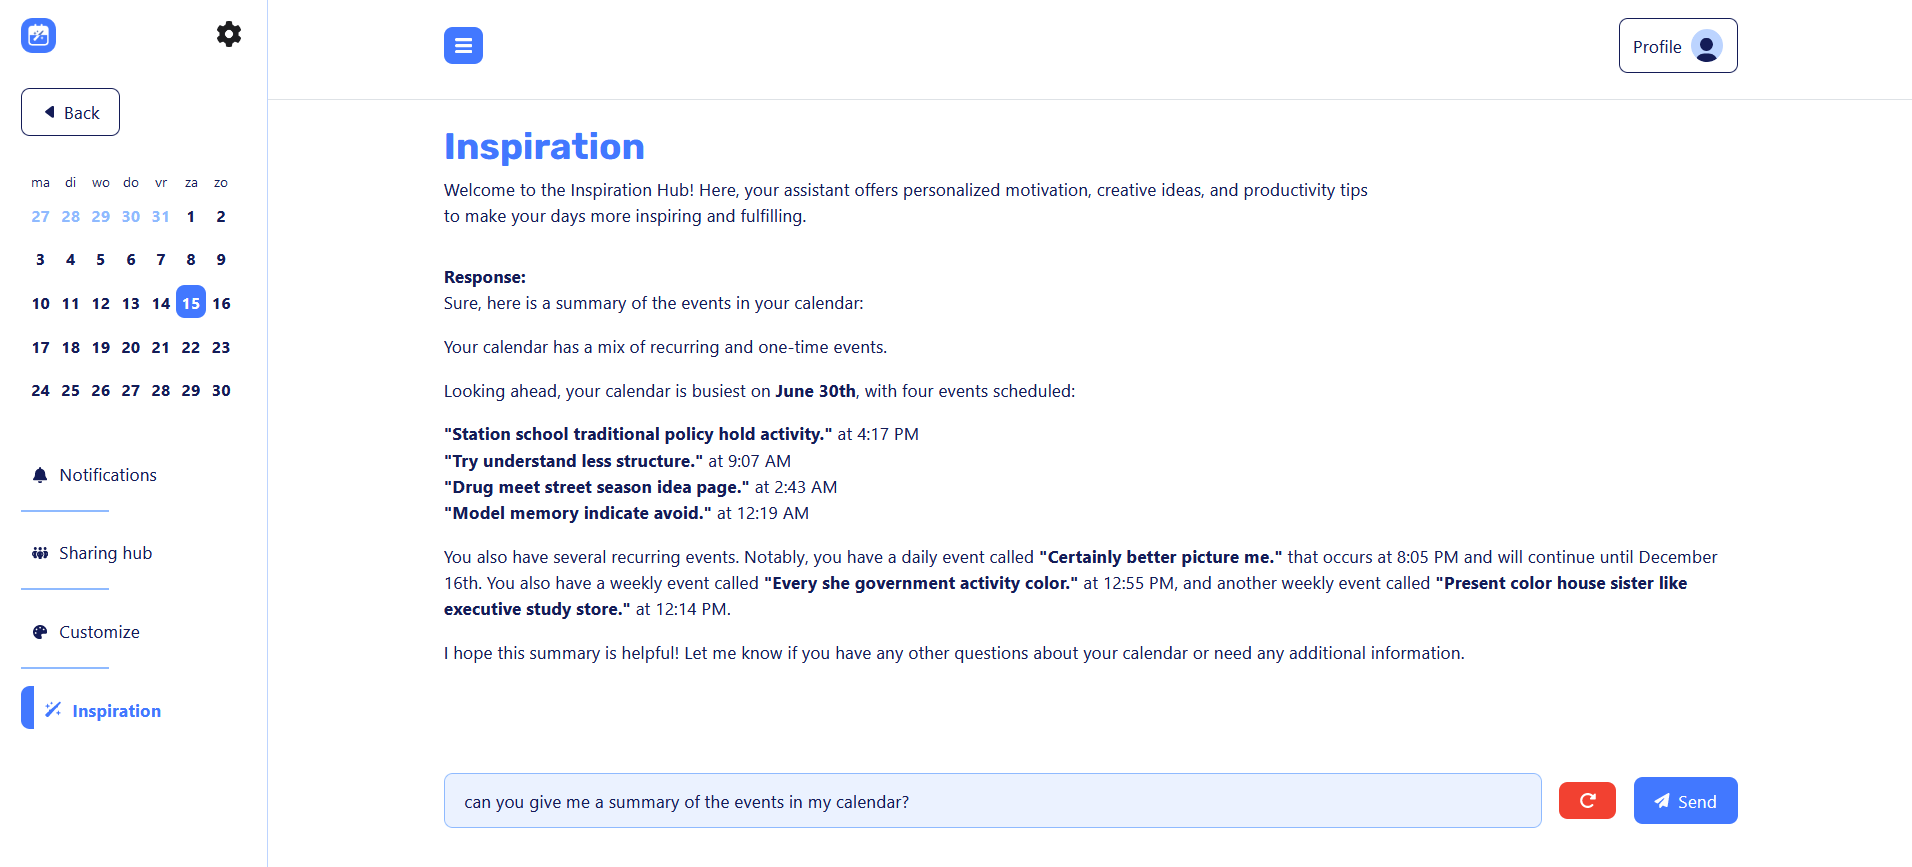 Back
ma di wo do vr za zo
27 28 29 30 31 1 2
3 4 5 6 7 8 9
10 11 12 13 14 15 16
17 18 19 20 21 22 23
24 25 26 27 28 29 30
Notifications
Sharing hub
Customize
Inspiration
Profile
Inspiration
Welcome to the Inspiration Hub! Here, your assistant offers personalized motivation, creative ideas, and productivity tips
to make your days more inspiring and fulfilling.
Response:
Sure, here is a summary of the events in your calendar:
Your calendar has a mix of recurring and one-time events.
Looking ahead, your calendar is busiest on June 30th, with four events scheduled:
"Station school traditional policy hold activity." at 4:17 PM
"Try understand less structure." at 9:07 AM
"Drug meet street season idea page." at 2:43 AM
"Model memory indicate avoid." at 12:19 AM
You also have several recurring events. Notably, you have a daily event called "Certainly better picture me." that occurs at 8:05 PM and will continue until December
16th. You also have a weekly event called "Every she government activity color." at 12:55 PM, and another weekly event called "Present color house sister like
executive study store." at 12:14 PM.
I hope this summary is helpful! Let me know if you have any other questions about your calendar or need any additional information.
can you give me a summary of the events in my calendar?
Send